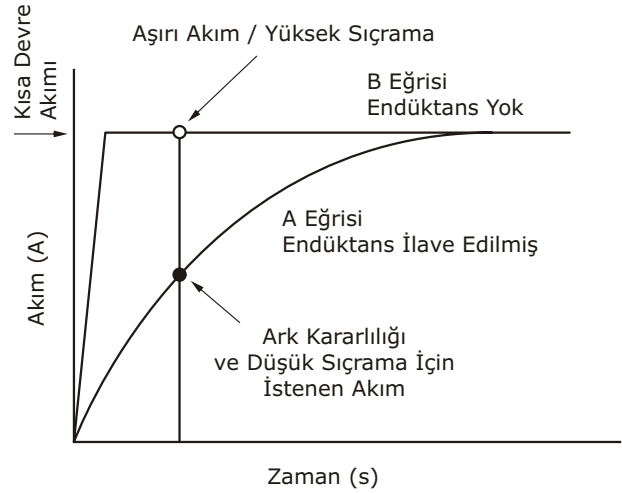 Aşırı Akım / Yüksek Sıçrama
Kısa Devre
Akımı
B Eğrisi
Endüktans Yok
A Eğrisi
Endüktans İlave Edilmiş
Akım (A)
Ark Kararlılığı
ve Düşük Sıçrama İçin
İstenen Akım
Zaman (s)